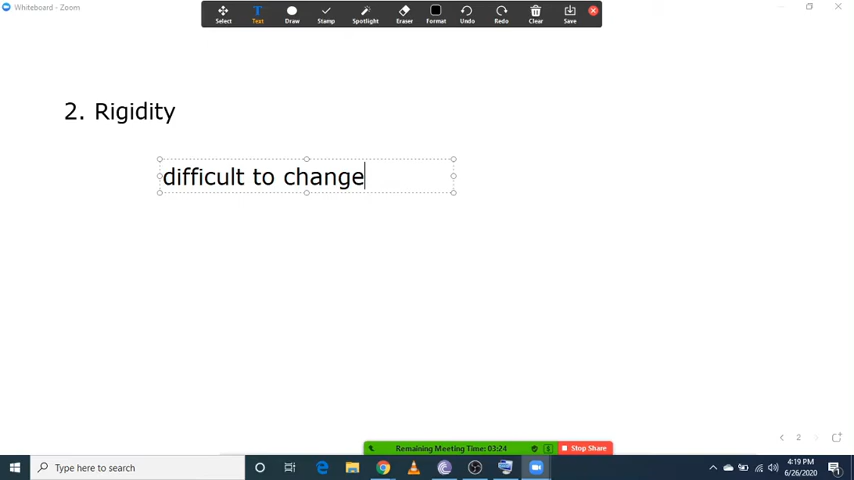 Whiteboard - Zoom
Select
Text
Draw
Stamp
Spotlight
Eraser
Format
Undo
Redo
Clear
Save
2. Rigidity
difficult to change
2
Remaining Meeting Time: 03:24
Stop Share
Type here to search
4:19 PM
6/26/2020